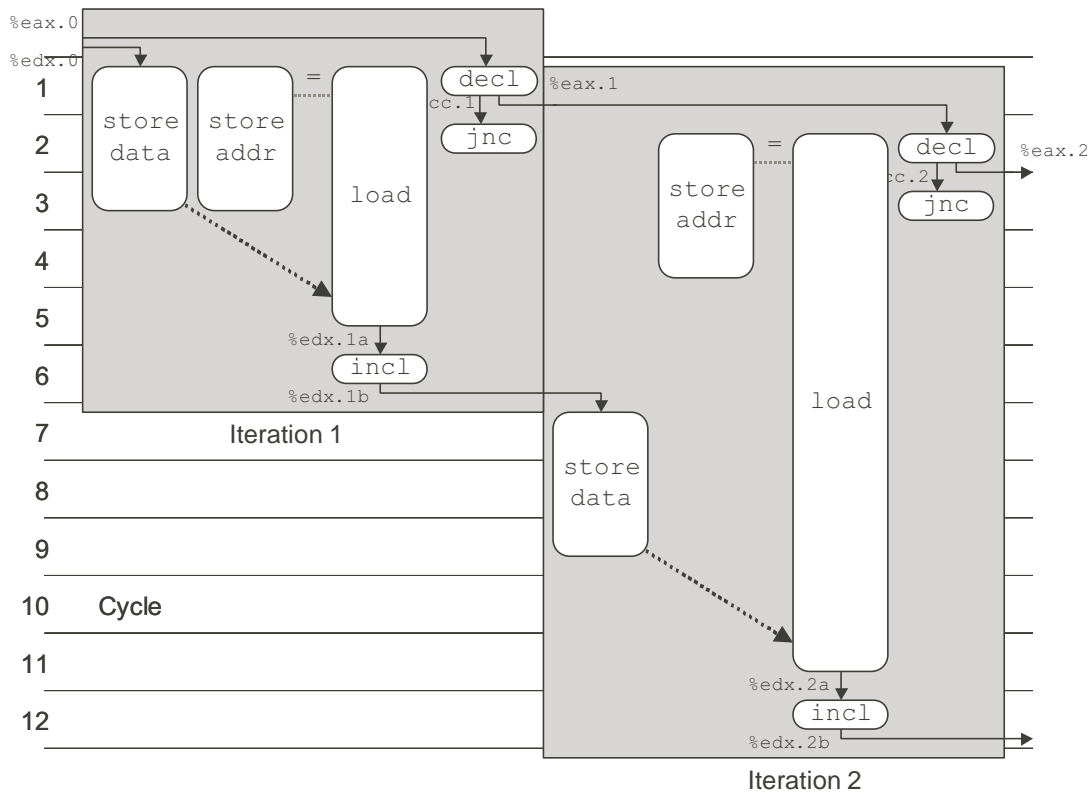 %eax.0
%edx.0
1
2
3
4
5
6
7
8
9
10
11
12
Cycle
store
data
store
addr
=
load
decl
cc.1
jnc
%eax.1
%edx.1a
incl
%edx.1b
Iteration 1
store
addr
=
load
decl
cc.2
jnc
%eax.2
store
data
%edx.2a
incl
%edx.2b
Iteration 2